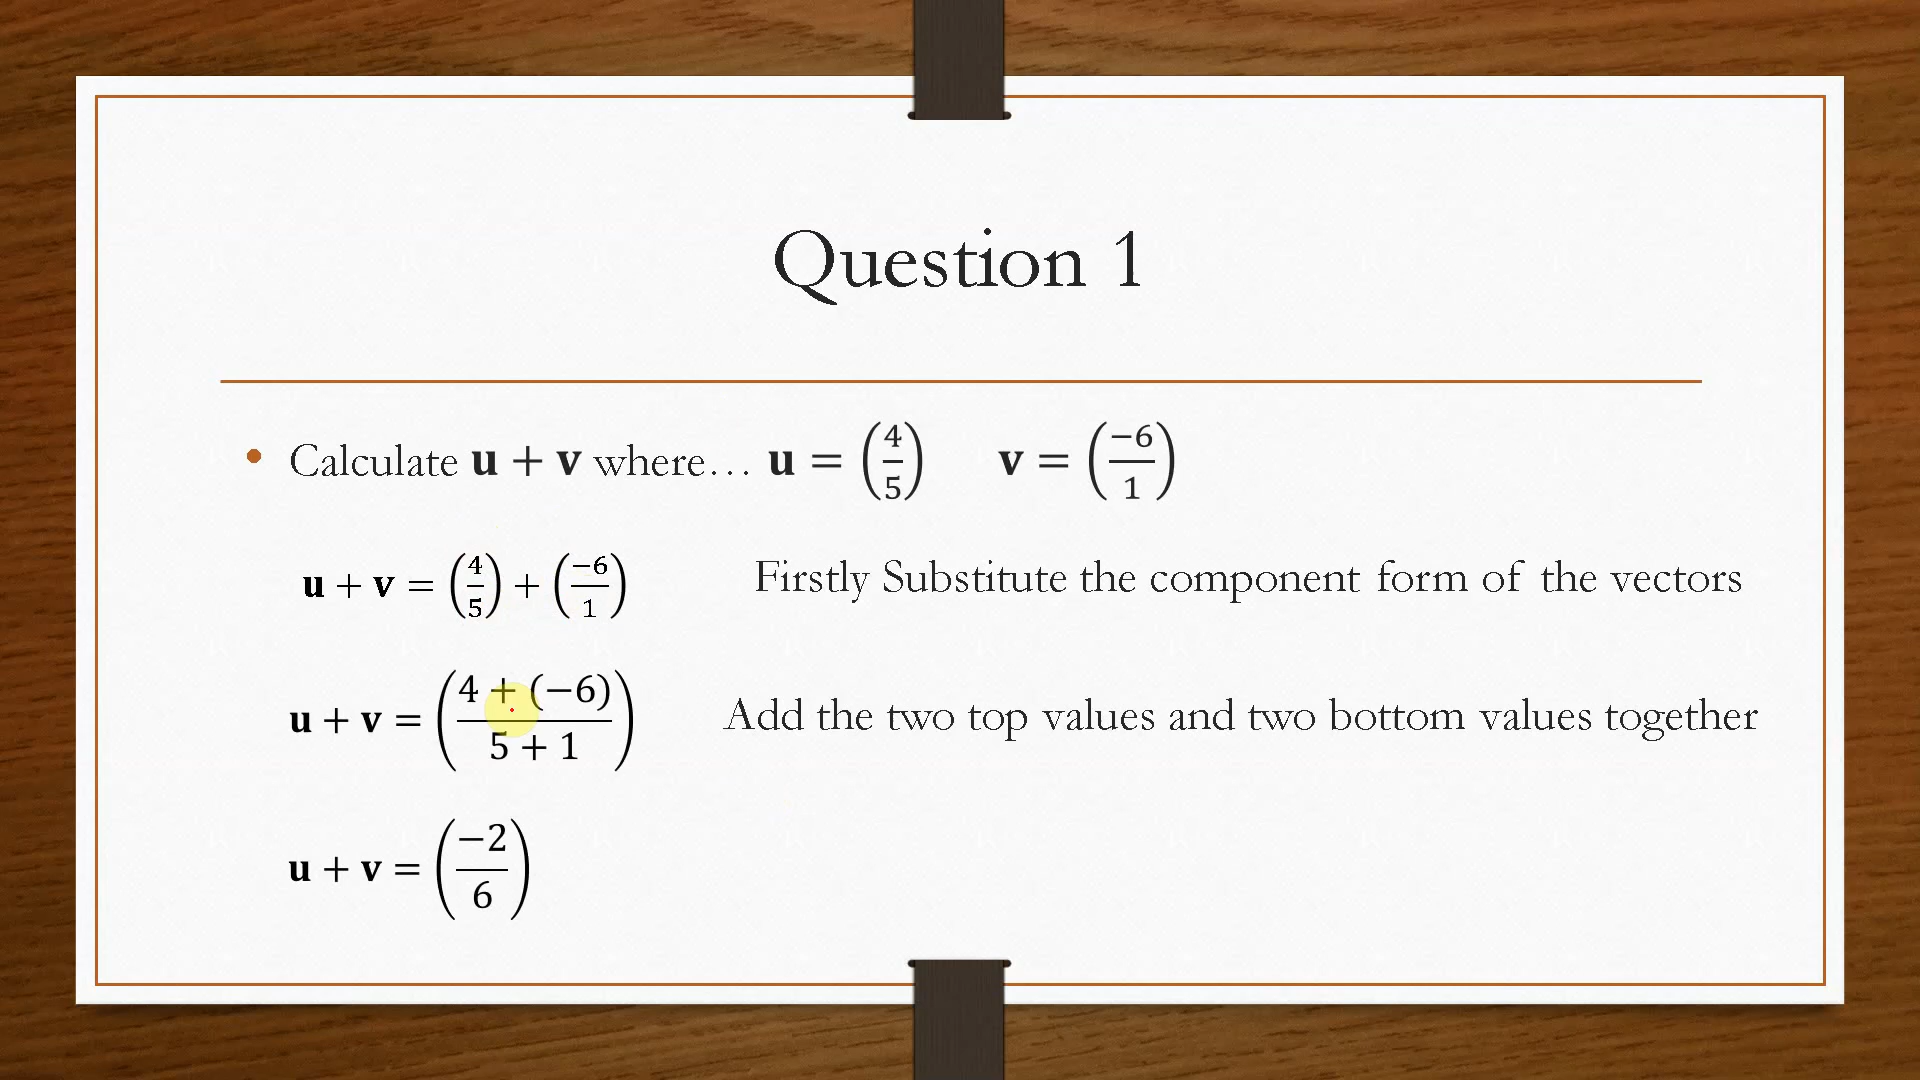 Question 1
• Calculate u + v where… u = (4/5) v = (−6/1)
u + v = (4/5) + (−6/1) Firstly Substitute the component form of the vectors
u + v = (4 + (−6)/5 + 1) Add the two top values and two bottom values together
u + v = (−2/6)